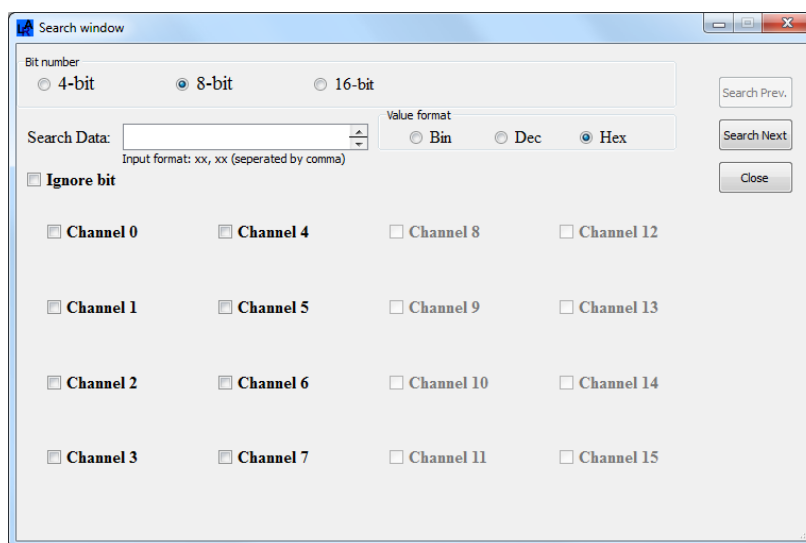 Search window
Bit number
4-bit 8-bit 16-bit
Search Prev.
Value format
Search Data: Bin Dec Hex Search Next
Input format: xx, xx (seperated by comma)
Ignore bit Close
Channel 0 Channel 4 Channel 8 Channel 12
Channel 1 Channel 5 Channel 9 Channel 13
Channel 2 Channel 6 Channel 10 Channel 14
Channel 3 Channel 7 Channel 11 Channel 15